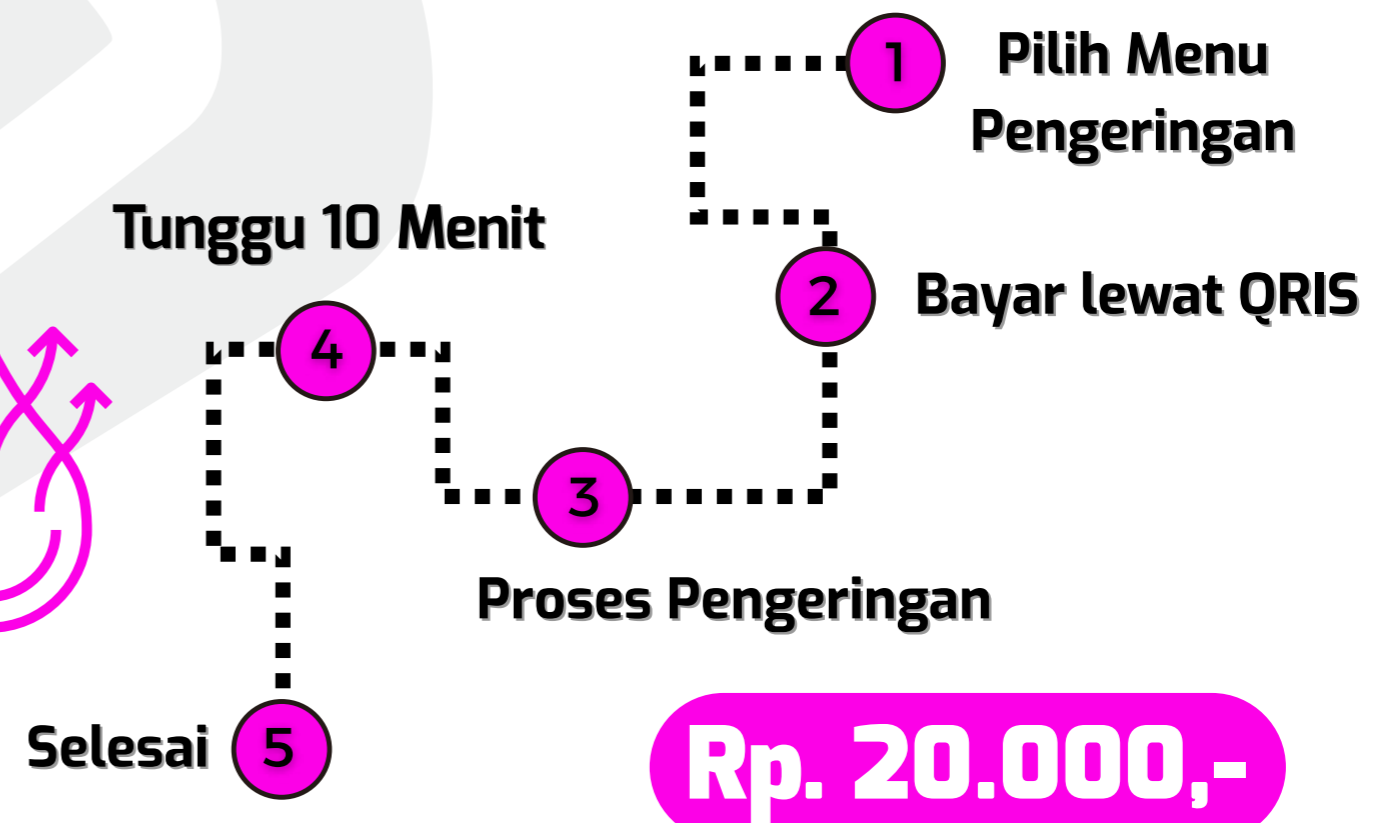 1
Pilih Menu
Pengeringan
2
Bayar lewat QRIS
3
Proses Pengeringan
Tunggu 10 Menit
4
Selesai
5
Rp. 20.000,-